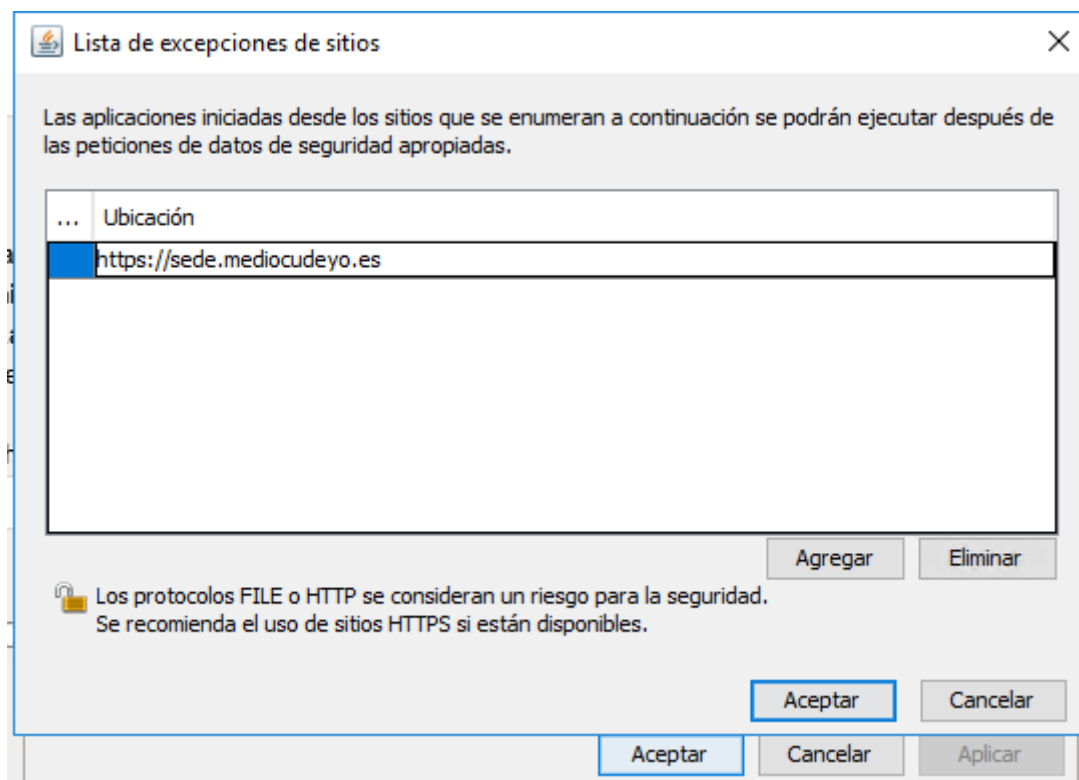 Lista de excepciones de sitios
Las aplicaciones iniciadas desde los sitios que se enumeran a continuación se podrán ejecutar después de
las peticiones de datos de seguridad apropiadas.
... Ubicación
https://sede.mediocudeyo.es
Agregar Eliminar
Los protocolos FILE o HTTP se consideran un riesgo para la seguridad.
Se recomienda el uso de sitios HTTPS si están disponibles.
Aceptar Cancelar
Aceptar Cancelar Aplicar